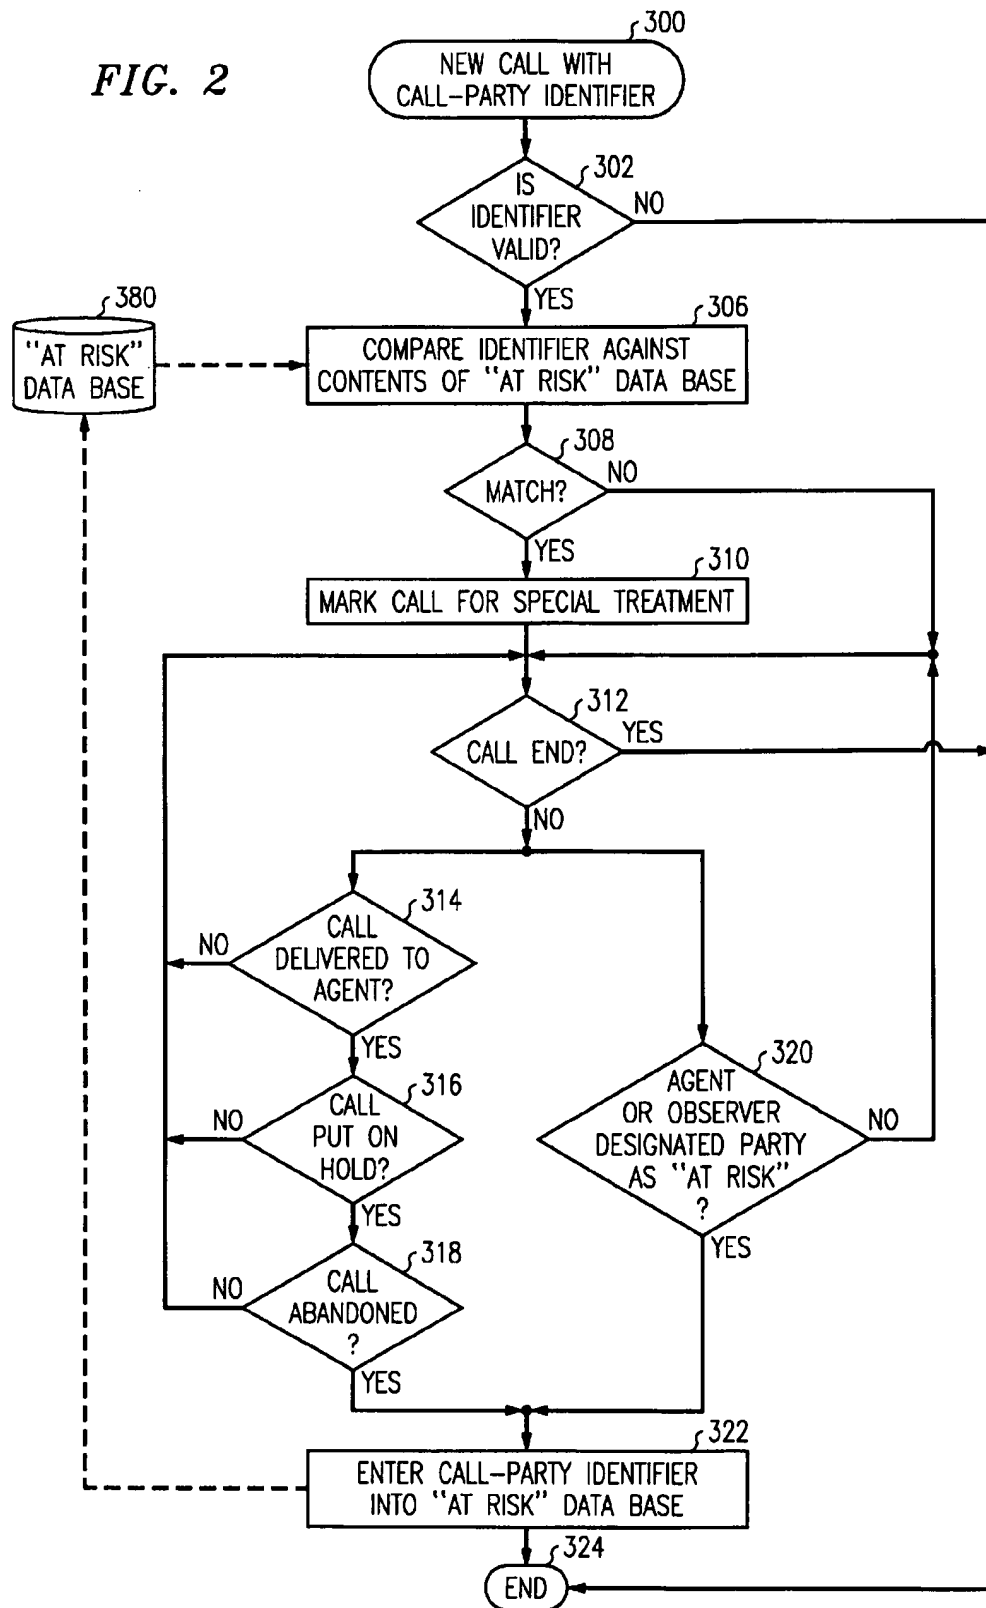 FIG. 2
300
NEW CALL WITH
CALL-PARTY IDENTIFIER
302
IS
IDENTIFIER
VALID?
NO
YES
380
"AT RISK"
DATA BASE
306
COMPARE IDENTIFIER AGAINST
CONTENTS OF "AT RISK" DATA BASE
308
MATCH?
NO
YES
310
MARK CALL FOR SPECIAL TREATMENT
312
CALL END?
YES
NO
314
CALL
DELIVERED TO
AGENT?
NO
YES
316
CALL
PUT ON
HOLD?
NO
YES
318
CALL
ABANDONED
?
NO
YES
320
AGENT
OR OBSERVER
DESIGNATED PARTY
AS "AT RISK"
?
NO
YES
322
ENTER CALL-PARTY IDENTIFIER
INTO "AT RISK" DATA BASE
324
END